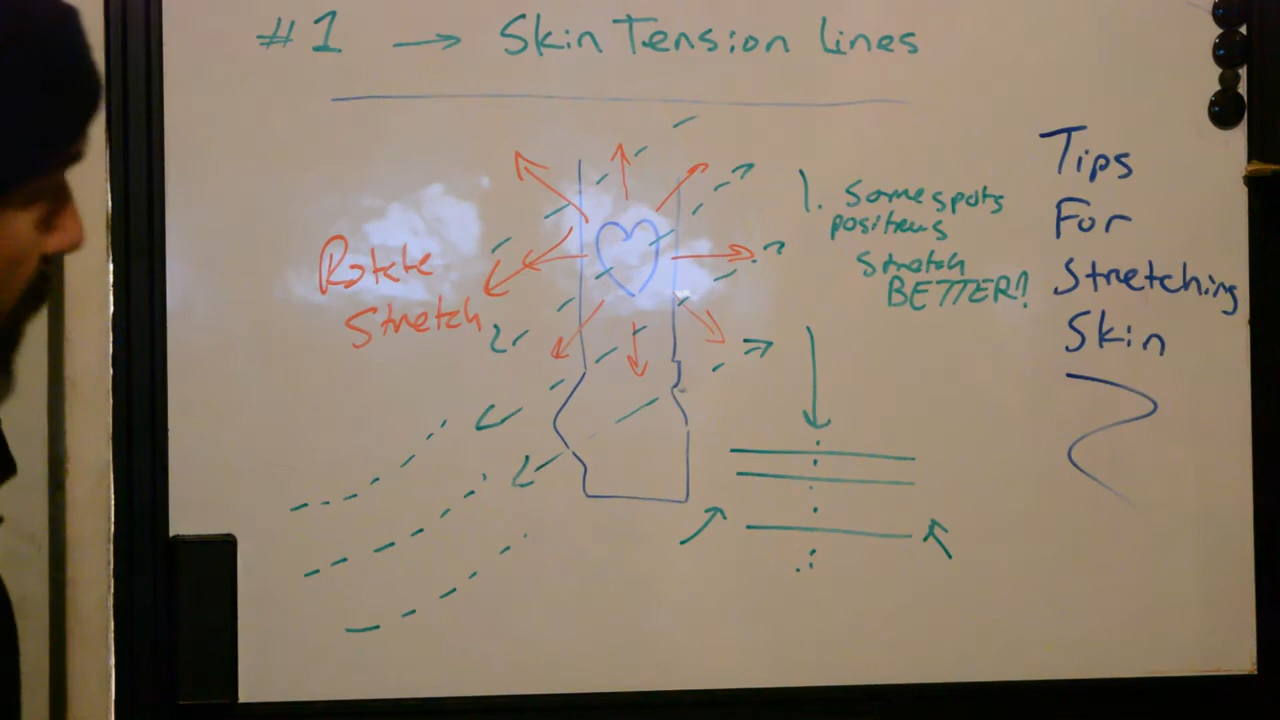 #1 → Skin Tension Lines
Rotate
Stretch
1. Some spots
positions
stretch
BETTER!
Tips
For
Stretching
Skin